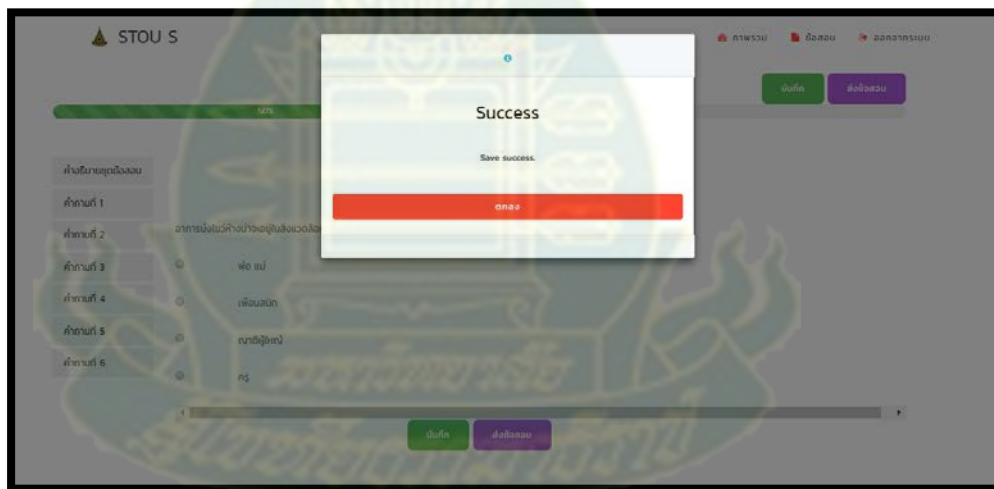 STOU S
ภาพรวม
ข้อสอบ
ออกจากระบบ
บันทึก
ส่งข้อสอบ
50%
Success
Save success.
ตกลง
คำอธิบายชุดข้อสอบ
คำถามที่ 1
คำถามที่ 2
คำถามที่ 3
คำถามที่ 4
คำถามที่ 5
คำถามที่ 6
พ่อ แม่
เพื่อนสนิท
ญาติผู้ใหญ่
ครู
บันทึก
ส่งข้อสอบ